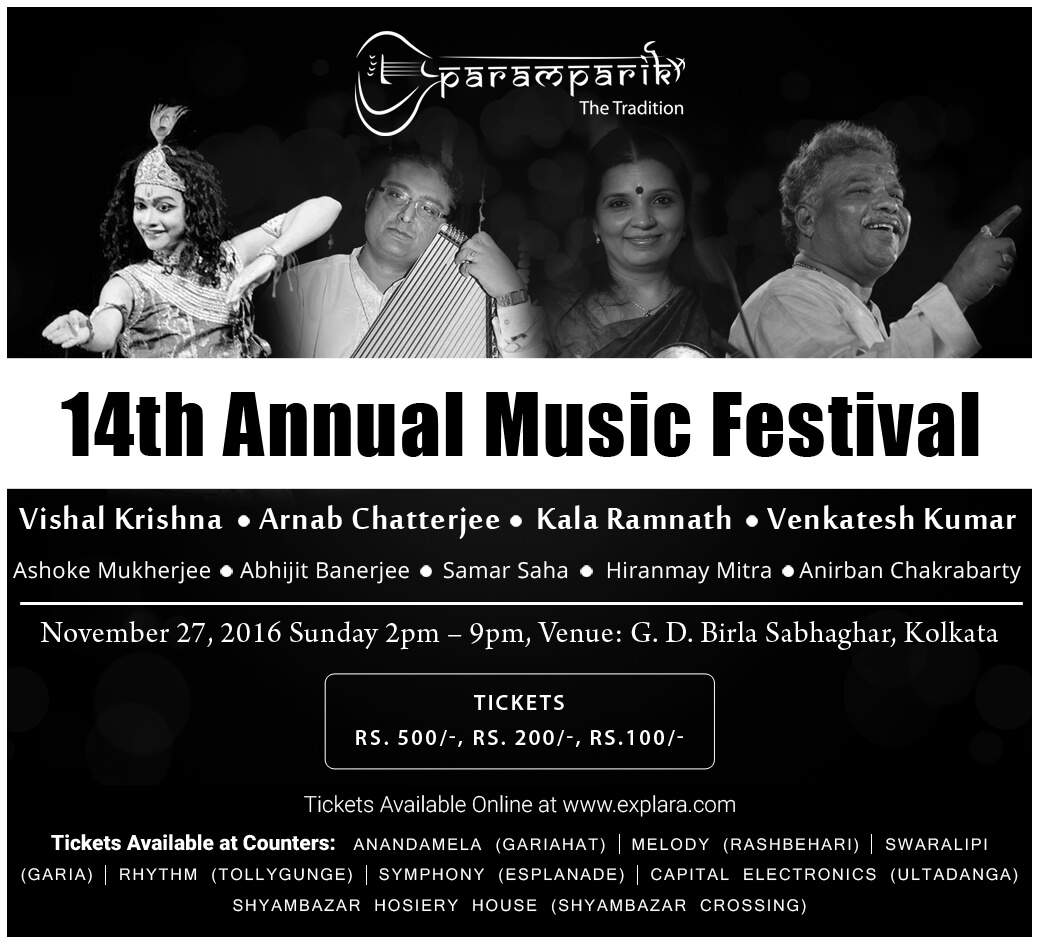 paramparik
The Tradition
14th Annual Music Festival
Vishal Krishna ● Arnab Chatterjee ● Kala Ramnath ● Venkatesh Kumar
Ashoke Mukherjee ● Abhijit Banerjee ● Samar Saha ● Hiranmay Mitra ● Anirban Chakrabarty
November 27, 2016 Sunday 2pm – 9pm, Venue: G. D. Birla Sabhaghar, Kolkata
TICKETS
RS. 500/-, RS. 200/-, RS.100/-
Tickets Available Online at www.explara.com
Tickets Available at Counters: ANANDAMELA (GARIAHAT) | MELODY (RASHBEHARI) | SWARALIPI
(GARIA) | RHYTHM (TOLLYGUNGE) | SYMPHONY (ESPLANADE) | CAPITAL ELECTRONICS (ULTADANGA)
SHYAMBAZAR HOSIERY HOUSE (SHYAMBAZAR CROSSING)